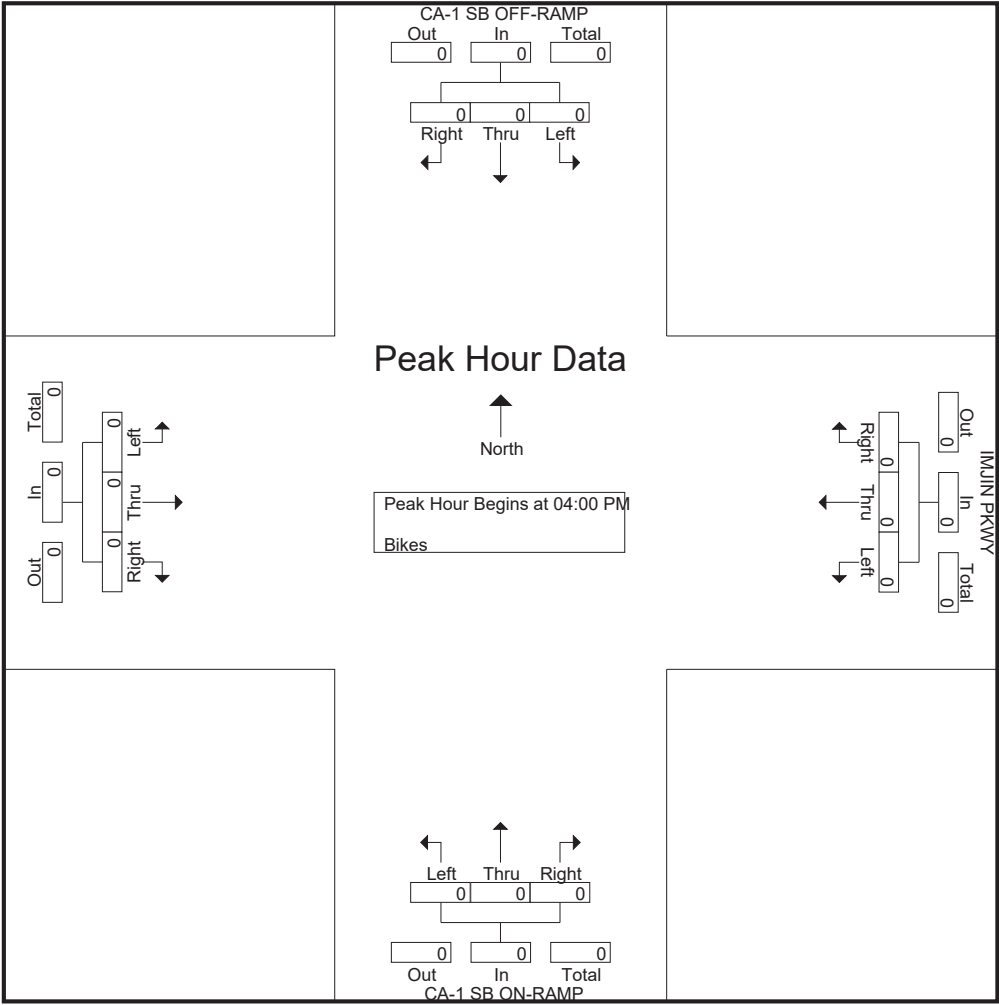 CA-1 SB OFF-RAMP
Out In Total
0 0 0
0 0 0
Right Thru Left
Peak Hour Data
North
Peak Hour Begins at 04:00 PM
Bikes
Total In Out
0 0 0
0 0 0
Left Thru Right
Right Thru Left
0 0 0
Out In Total
0 0 0
IMJIN PKWY
Left Thru Right
0 0 0
0 0 0
Out In Total
CA-1 SB ON-RAMP